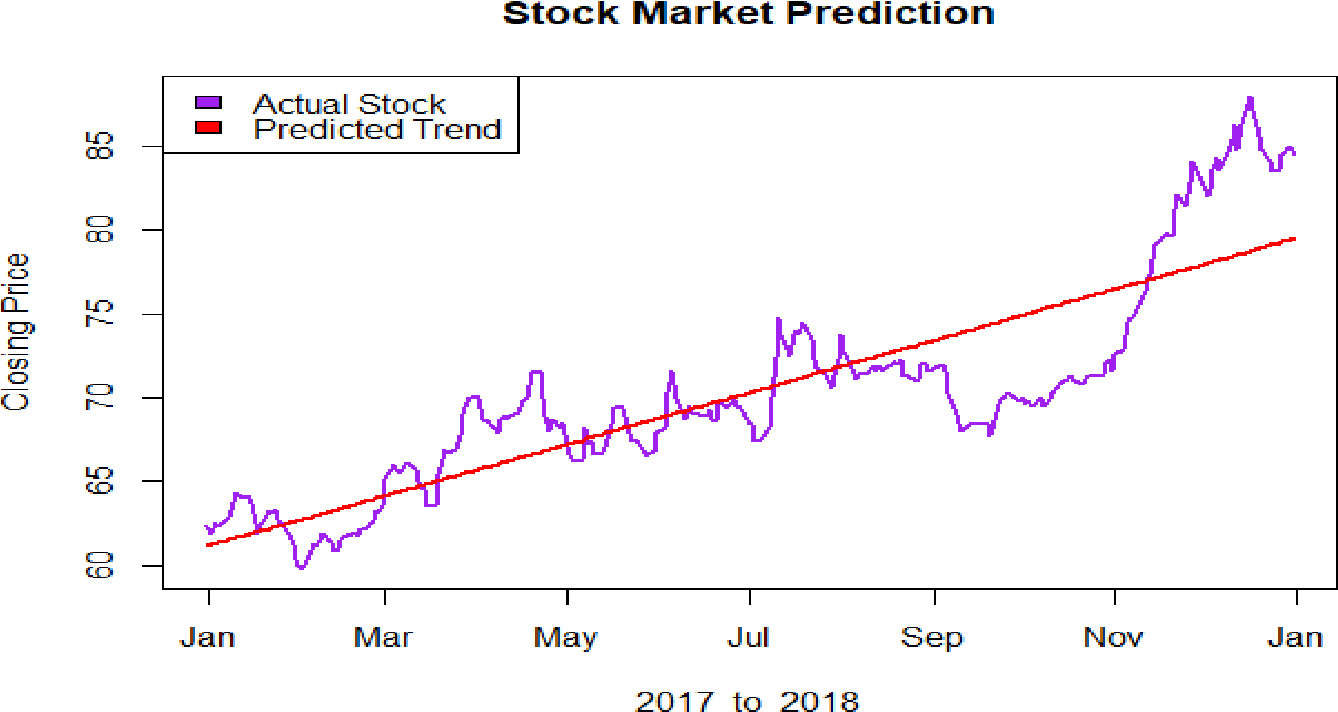 Stock Market Prediction
Actual Stock
Predicted Trend
Closing Price
85
80
75
70
65
60
Jan Mar May Jul Sep Nov Jan
2017 to 2018